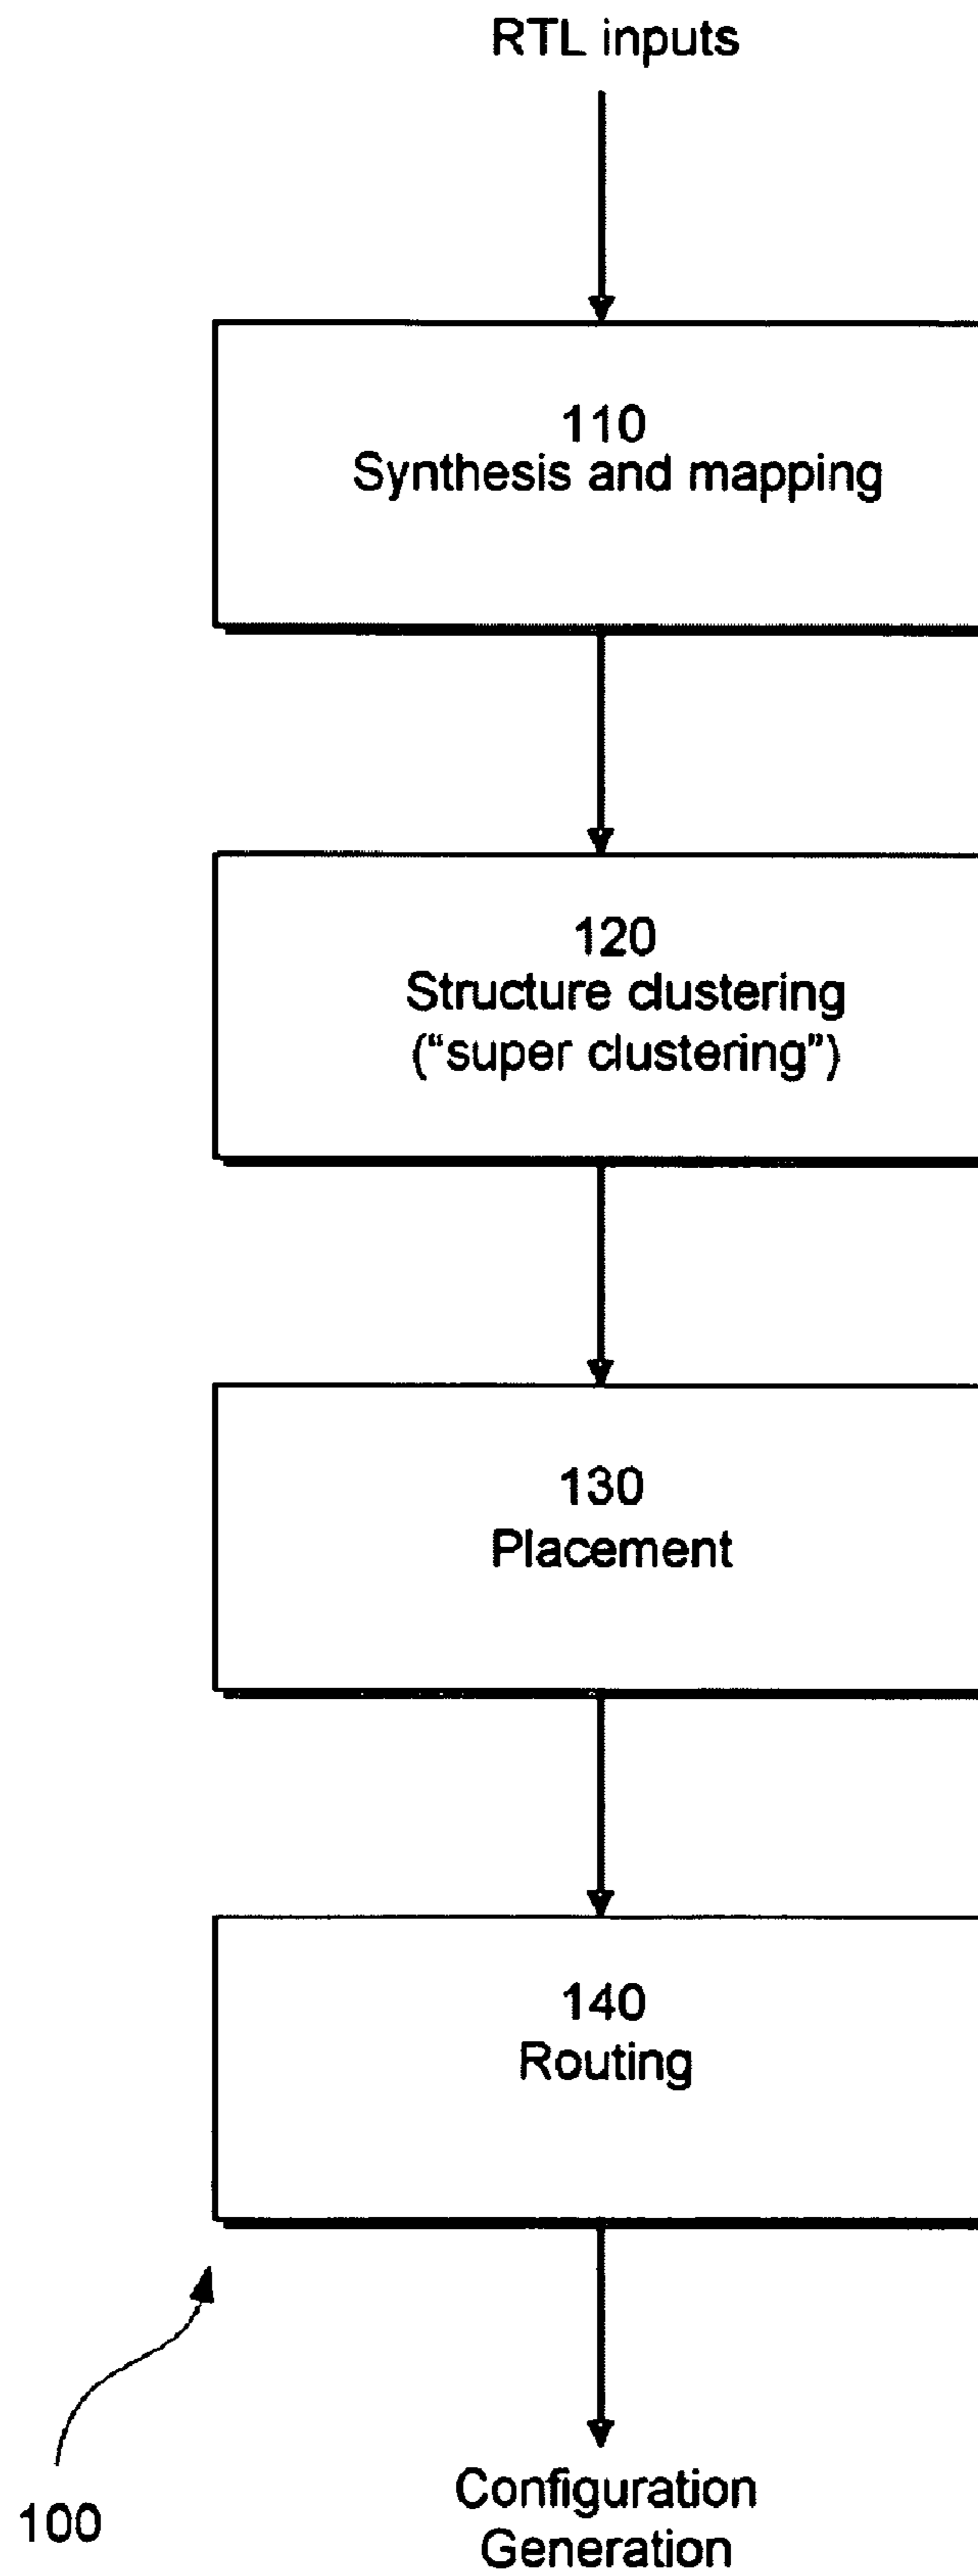 RTL inputs
110
Synthesis and mapping
120
Structure clustering
(“super clustering”)
130
Placement
140
Routing
100
Configuration
Generation